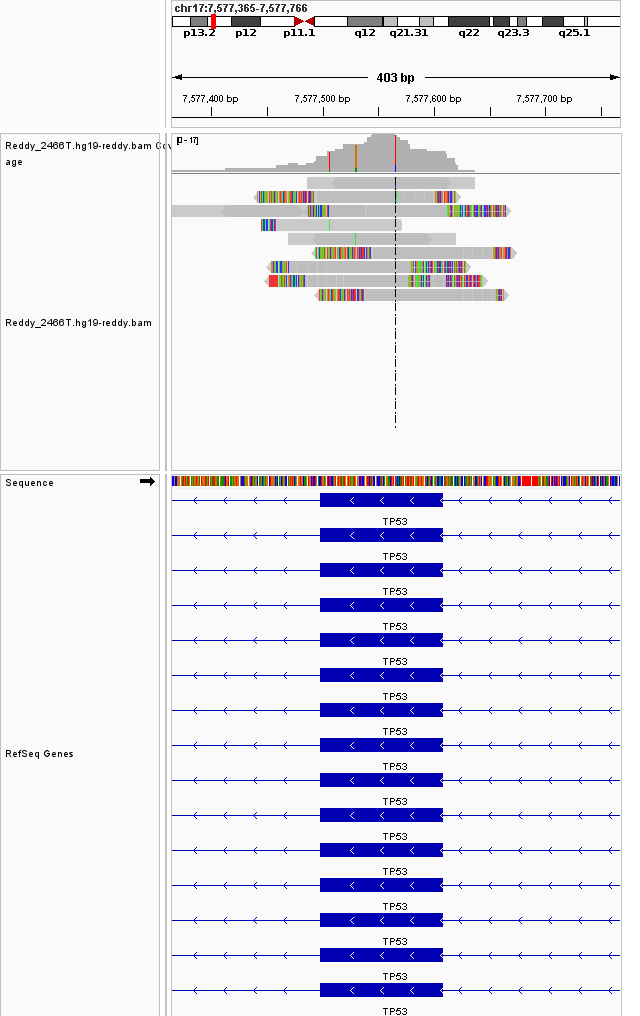 chr17:7,577,365-7,577,766
p13.2 p12 p11.1 q12 q21.31 q22 q23.3 q25.1
403 bp
7,577,400 bp 7,577,500 bp 7,577,600 bp 7,577,700 bp
Reddy_2466T.hg19-reddy.bam Cov
age
[0 - 17]
Reddy_2466T.hg19-reddy.bam
Sequence
TP53
TP53
TP53
TP53
TP53
TP53
TP53
RefSeq Genes
TP53
TP53
TP53
TP53
TP53
TP53
TP53
TP53